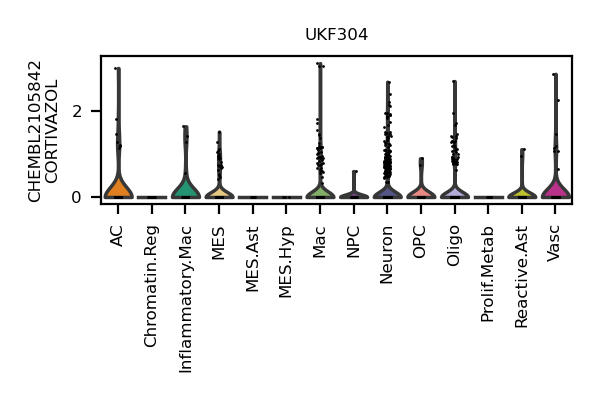 UKF304
CHEMBL2105842
CORTIVAZOL
2
0
AC
Chromatin.Reg
Inflammatory.Mac
MES
MES.Ast
MES.Hyp
Mac
NPC
Neuron
OPC
Oligo
Prolif.Metab
Reactive.Ast
Vasc